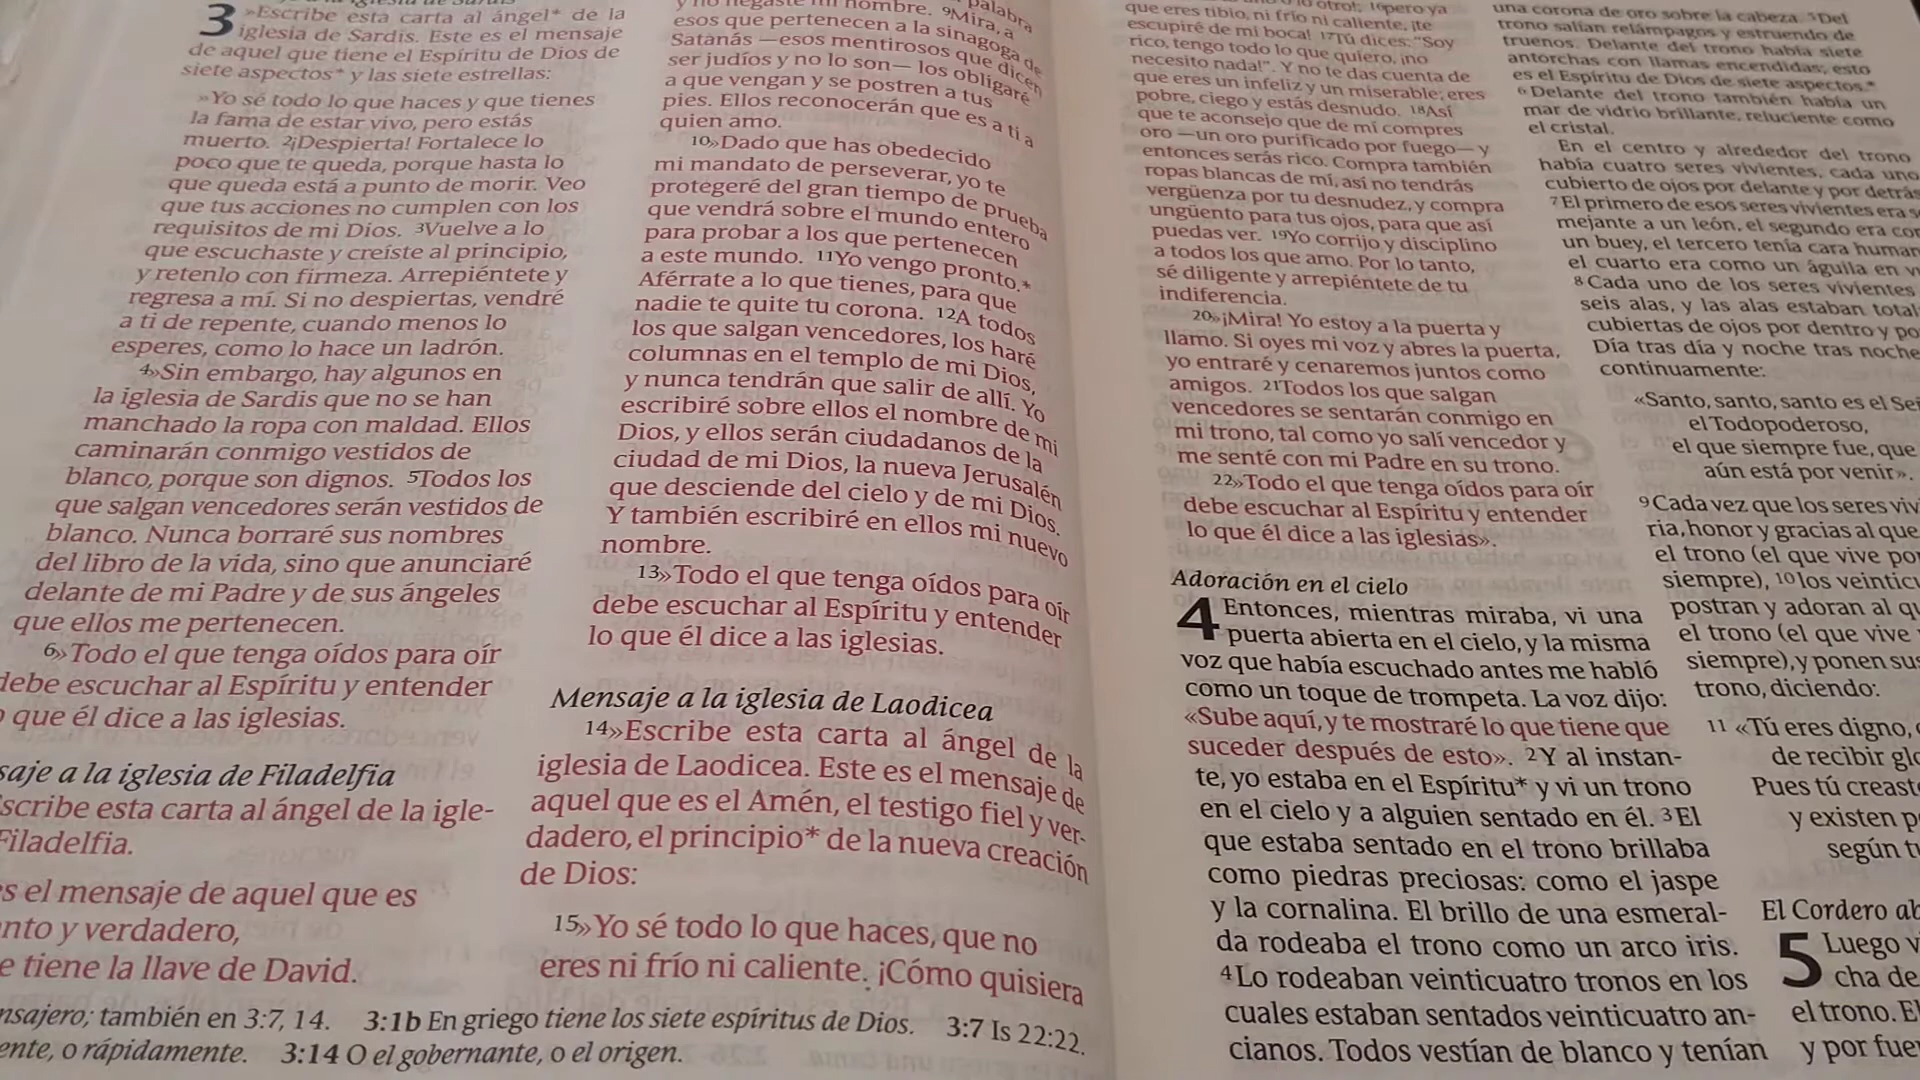 3 »Escribe esta carta al ángel* de la
iglesia de Sardis. Este es el mensaje
de aquel que tiene el Espíritu de Dios de
siete aspectos* y las siete estrellas:
»Yo sé todo lo que haces y que tienes
la fama de estar vivo, pero estás
muerto. 2¡Despierta! Fortalece lo
poco que te queda, porque hasta lo
que queda está a punto de morir. Veo
que tus acciones no cumplen con los
requisitos de mi Dios. 3Vuelve a lo
que escuchaste y creíste al principio,
y retenlo con firmeza. Arrepiéntete y
regresa a mí. Si no despiertas, vendré
a ti de repente, cuando menos lo
esperes, como lo hace un ladrón.
4»Sin embargo, hay algunos en
la iglesia de Sardis que no se han
manchado la ropa con maldad. Ellos
caminarán conmigo vestidos de
blanco, porque son dignos. 5Todos los
que salgan vencedores serán vestidos de
blanco. Nunca borraré sus nombres
del libro de la vida, sino que anunciaré
delante de mi Padre y de sus ángeles
que ellos me pertenecen.
6»Todo el que tenga oídos para oír
debe escuchar al Espíritu y entender
que él dice a las iglesias.
saje a la iglesia de Filadelfia
scribe esta carta al ángel de la igle-
Filadelfia.
s el mensaje de aquel que es
nto y verdadero,
e tiene la llave de David.
palabra
y no negaste mi nombre. 9Mira, a
esos que pertenecen a la sinagoga de
Satanás —esos mentirosos que dicen
ser judíos y no lo son— los obligaré
a que vengan y se postren a tus
pies. Ellos reconocerán que es a ti a
quien amo.
10»Dado que has obedecido
mi mandato de perseverar, yo te
protegeré del gran tiempo de prueba
que vendrá sobre el mundo entero
para probar a los que pertenecen
a este mundo. 11Yo vengo pronto.*
Aférrate a lo que tienes, para que
nadie te quite tu corona. 12A todos
los que salgan vencedores, los haré
columnas en el templo de mi Dios,
y nunca tendrán que salir de allí. Yo
escribiré sobre ellos el nombre de mi
Dios, y ellos serán ciudadanos de la
ciudad de mi Dios, la nueva Jerusalén
que desciende del cielo y de mi Dios.
Y también escribiré en ellos mi nuevo
nombre.
13»Todo el que tenga oídos para oír
debe escuchar al Espíritu y entender
lo que él dice a las iglesias.
Mensaje a la iglesia de Laodicea
14»Escribe esta carta al ángel de la
iglesia de Laodicea. Este es el mensaje de
aquel que es el Amén, el testigo fiel y ver-
dadero, el principio* de la nueva creación
de Dios:
15»Yo sé todo lo que haces, que no
eres ni frío ni caliente. ¡Cómo quisiera
nsajero; también en 3:7, 14. 3:1b En griego tiene los siete espíritus de Dios. 3:7 Is 22:22.
ente, o rápidamente. 3:14 O el gobernante, o el origen.
otro!; 16pero ya
que eres tibio, ni frío ni caliente, ¡te
escupiré de mi boca! 17Tú dices: “Soy
rico, tengo todo lo que quiero, ¡no
necesito nada!”. Y no te das cuenta de
que eres un infeliz y un miserable; eres
pobre, ciego y estás desnudo. 18Así
que te aconsejo que de mí compres
oro —un oro purificado por fuego— y
entonces serás rico. Compra también
ropas blancas de mí, así no tendrás
vergüenza por tu desnudez, y compra
ungüento para tus ojos, para que así
puedas ver. 19Yo corrijo y disciplino
a todos los que amo. Por lo tanto,
sé diligente y arrepiéntete de tu
indiferencia.
20»¡Mira! Yo estoy a la puerta y
llamo. Si oyes mi voz y abres la puerta,
yo entraré y cenaremos juntos como
amigos. 21Todos los que salgan
vencedores se sentarán conmigo en
mi trono, tal como yo salí vencedor y
me senté con mi Padre en su trono.
22»Todo el que tenga oídos para oír
debe escuchar al Espíritu y entender
lo que él dice a las iglesias».
Adoración en el cielo
4 Entonces, mientras miraba, vi una
puerta abierta en el cielo, y la misma
voz que había escuchado antes me habló
como un toque de trompeta. La voz dijo:
«Sube aquí, y te mostraré lo que tiene que
suceder después de esto». 2Y al instan-
te, yo estaba en el Espíritu* y vi un trono
en el cielo y a alguien sentado en él. 3El
que estaba sentado en el trono brillaba
como piedras preciosas: como el jaspe
y la cornalina. El brillo de una esmeral-
da rodeaba el trono como un arco iris.
4Lo rodeaban veinticuatro tronos en los
cuales estaban sentados veinticuatro an-
cianos. Todos vestían de blanco y tenían
una corona de oro sobre la cabeza. 5Del
trono salían relámpagos y estruendo de
truenos. Delante del trono había siete
antorchas con llamas encendidas; esto
es el Espíritu de Dios de siete aspectos.*
6Delante del trono también había un
mar de vidrio brillante, reluciente como
el cristal.
En el centro y alrededor del trono
había cuatro seres vivientes, cada uno
cubierto de ojos por delante y por detrás
7El primero de esos seres vivientes era s
mejante a un león, el segundo era co
un buey, el tercero tenía cara human
el cuarto era como un águila en v
8Cada uno de los seres vivientes
seis alas, y las alas estaban total
cubiertas de ojos por dentro y po
Día tras día y noche tras noche
continuamente:
«Santo, santo, santo es el Se
el Todopoderoso,
el que siempre fue, que
aún está por venir».
9Cada vez que los seres viv
ria, honor y gracias al que
el trono (el que vive po
siempre), 10los veinticu
postran y adoran al qu
el trono (el que vive
siempre), y ponen sus
trono, diciendo:
11 «Tú eres digno,
de recibir glo
Pues tú creast
y existen p
según tu
El Cordero ab
5 Luego v
cha de
el trono. E
y por fue